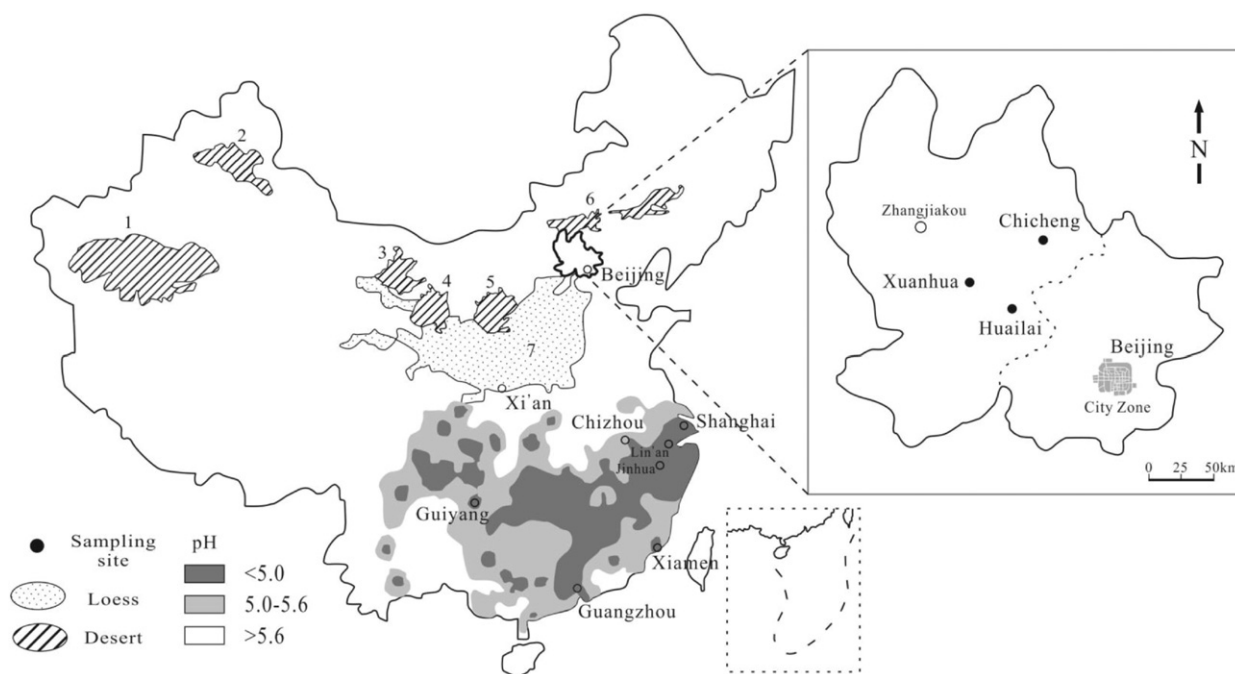 2
1
3
4
5
6
7
Beijing
Xi'an
Chizhou
Shanghai
Lin'an
Jinhua
Guiyang
Xiamen
Guangzhou
Sampling
site
Loess
Desert
pH
<5.0
5.0-5.6
>5.6
N
Zhangjiakou
Chicheng
Xuanhua
Huailai
Beijing
City Zone
0 25 50km